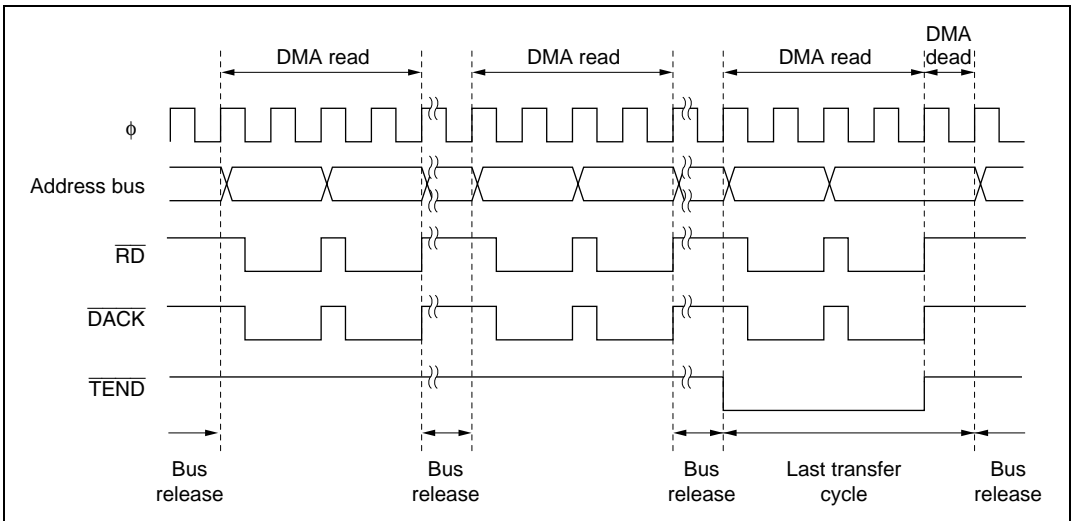 DMA read
DMA read
DMA read
DMA
dead
ϕ
Address bus
RD
DACK
TEND
Bus
release
Bus
release
Bus
release
Last transfer
cycle
Bus
release